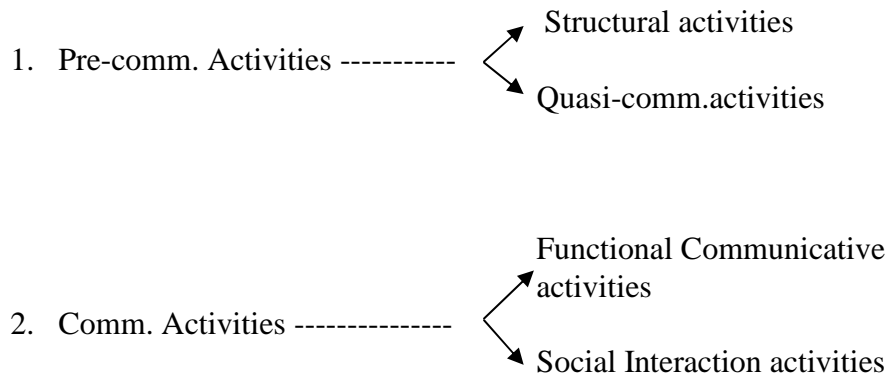 Structural activities
1. Pre-comm. Activities -----------
Quasi-comm.activities
Functional Communicative
activities
2. Comm. Activities ---------------
Social Interaction activities